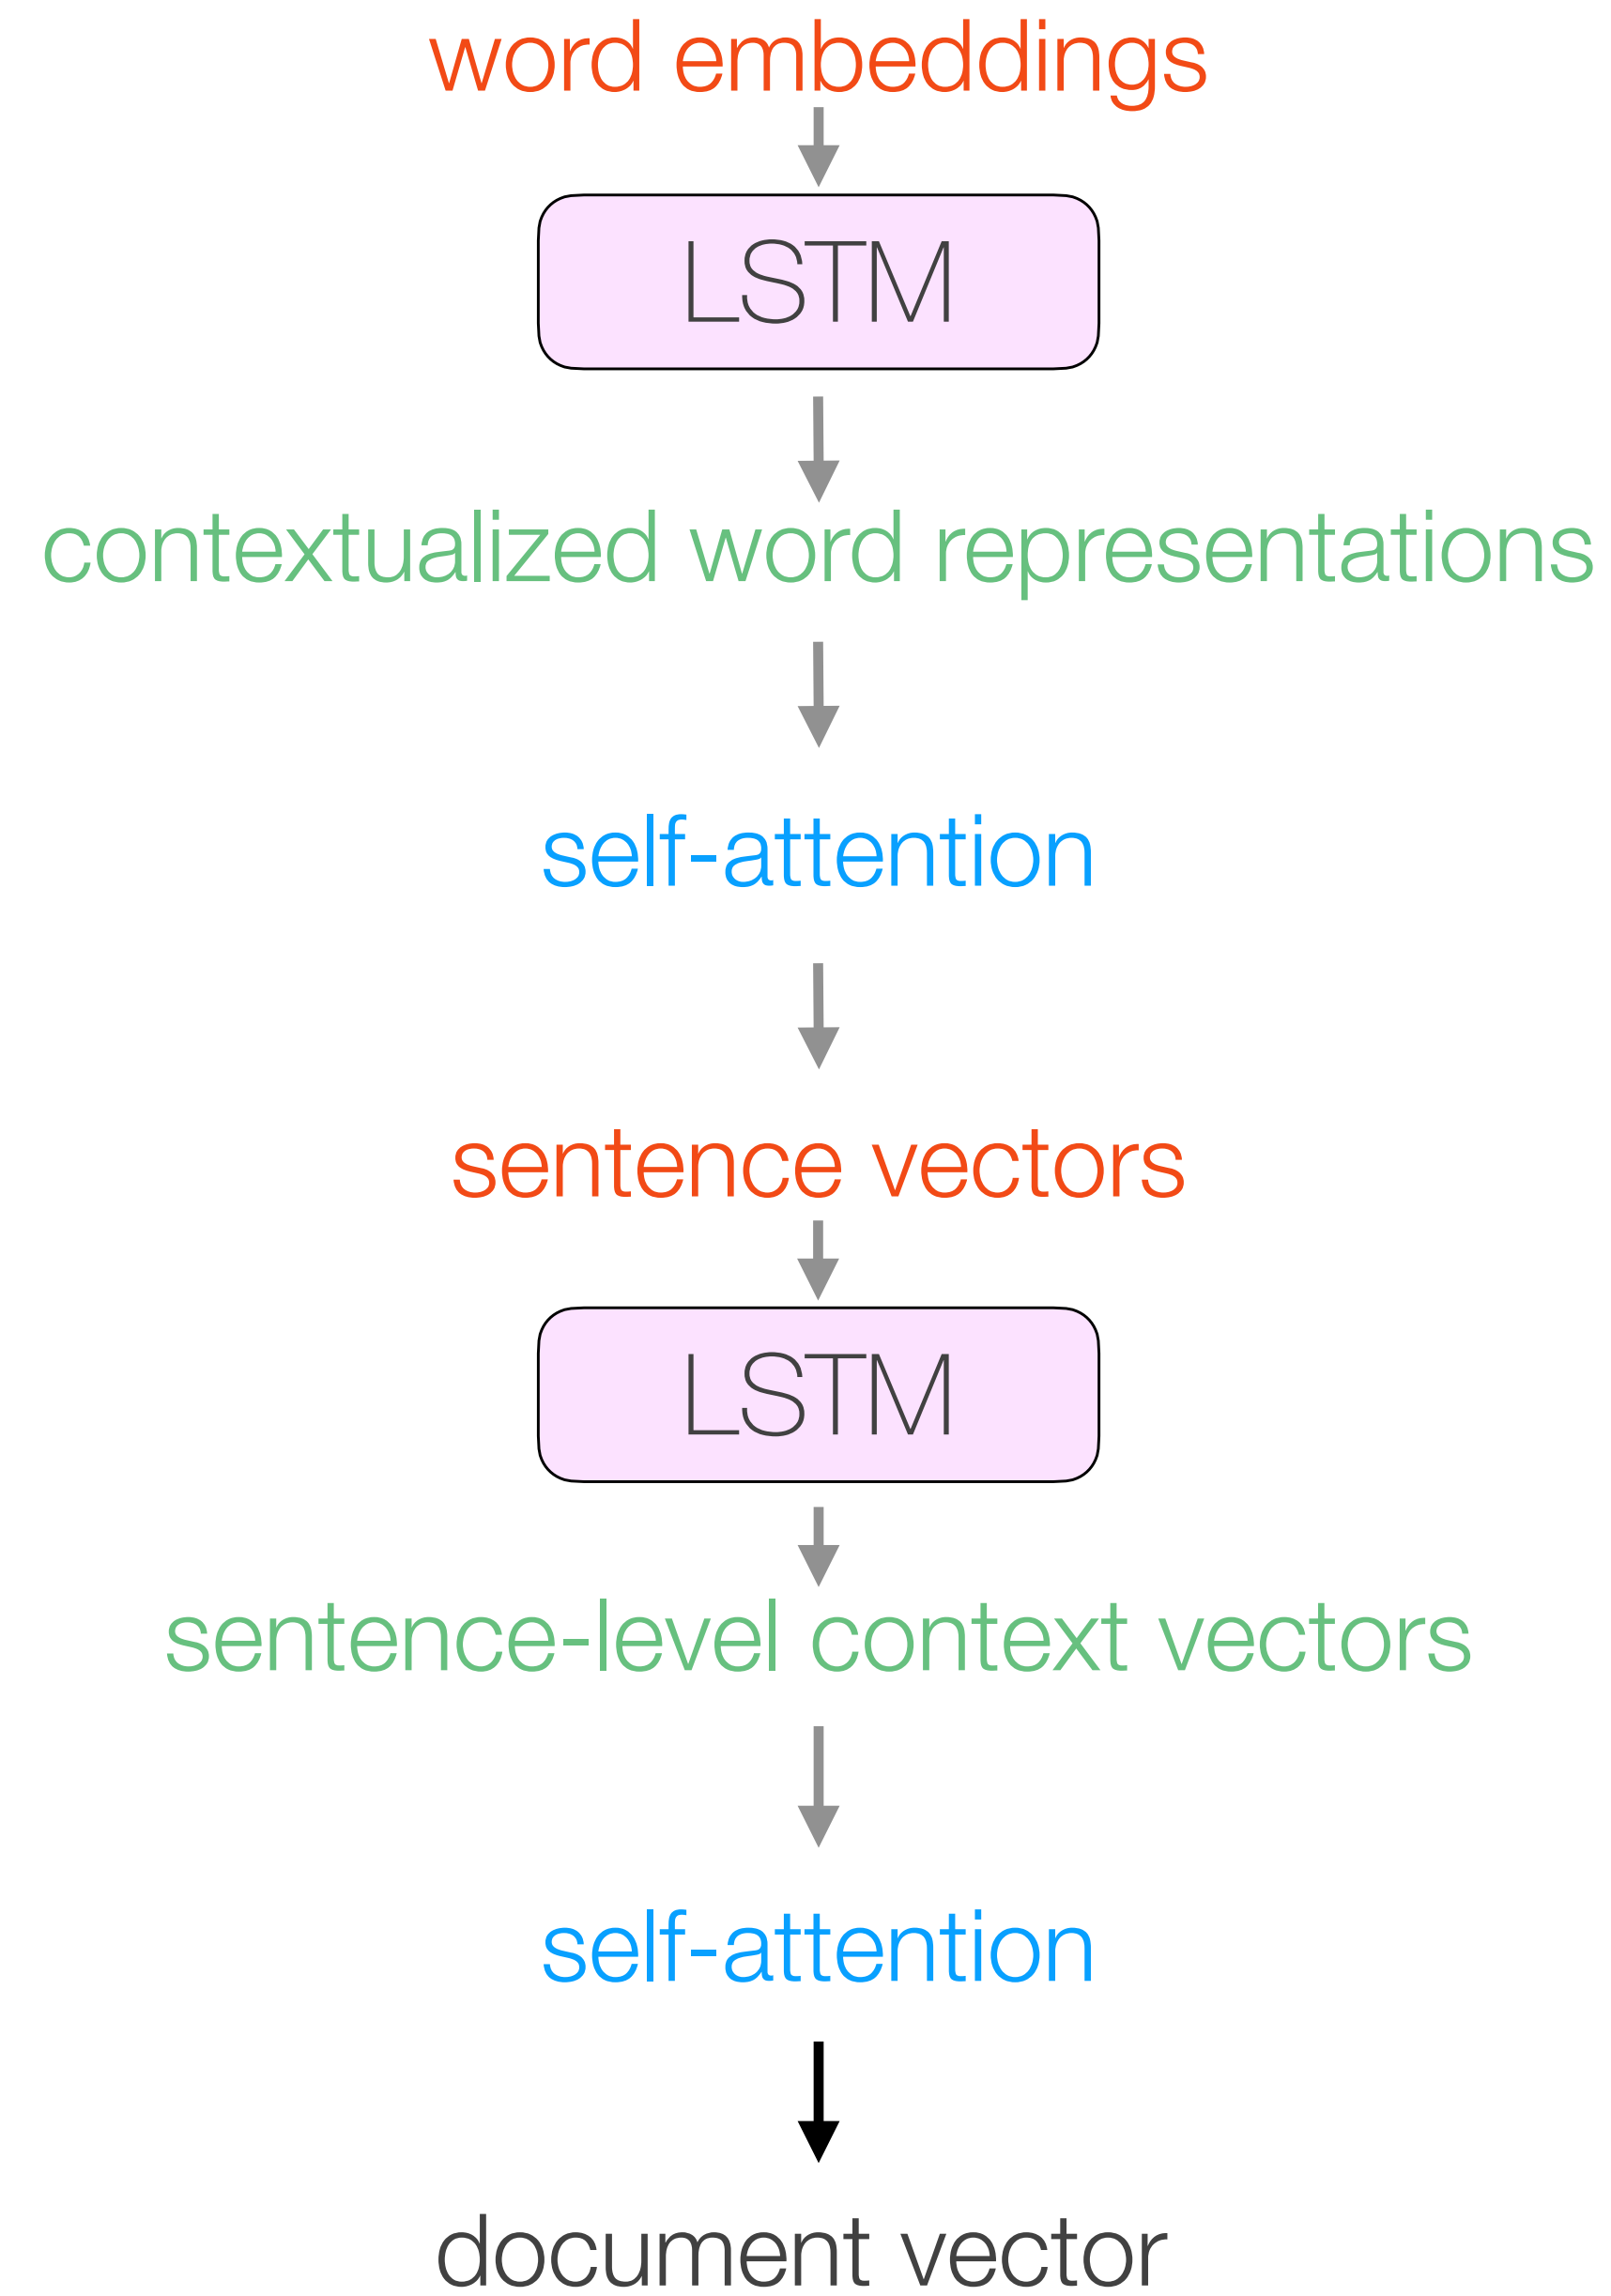 word embeddings
LSTM
contextualized word representations
self-attention
sentence vectors
LSTM
sentence-level context vectors
self-attention
document vector